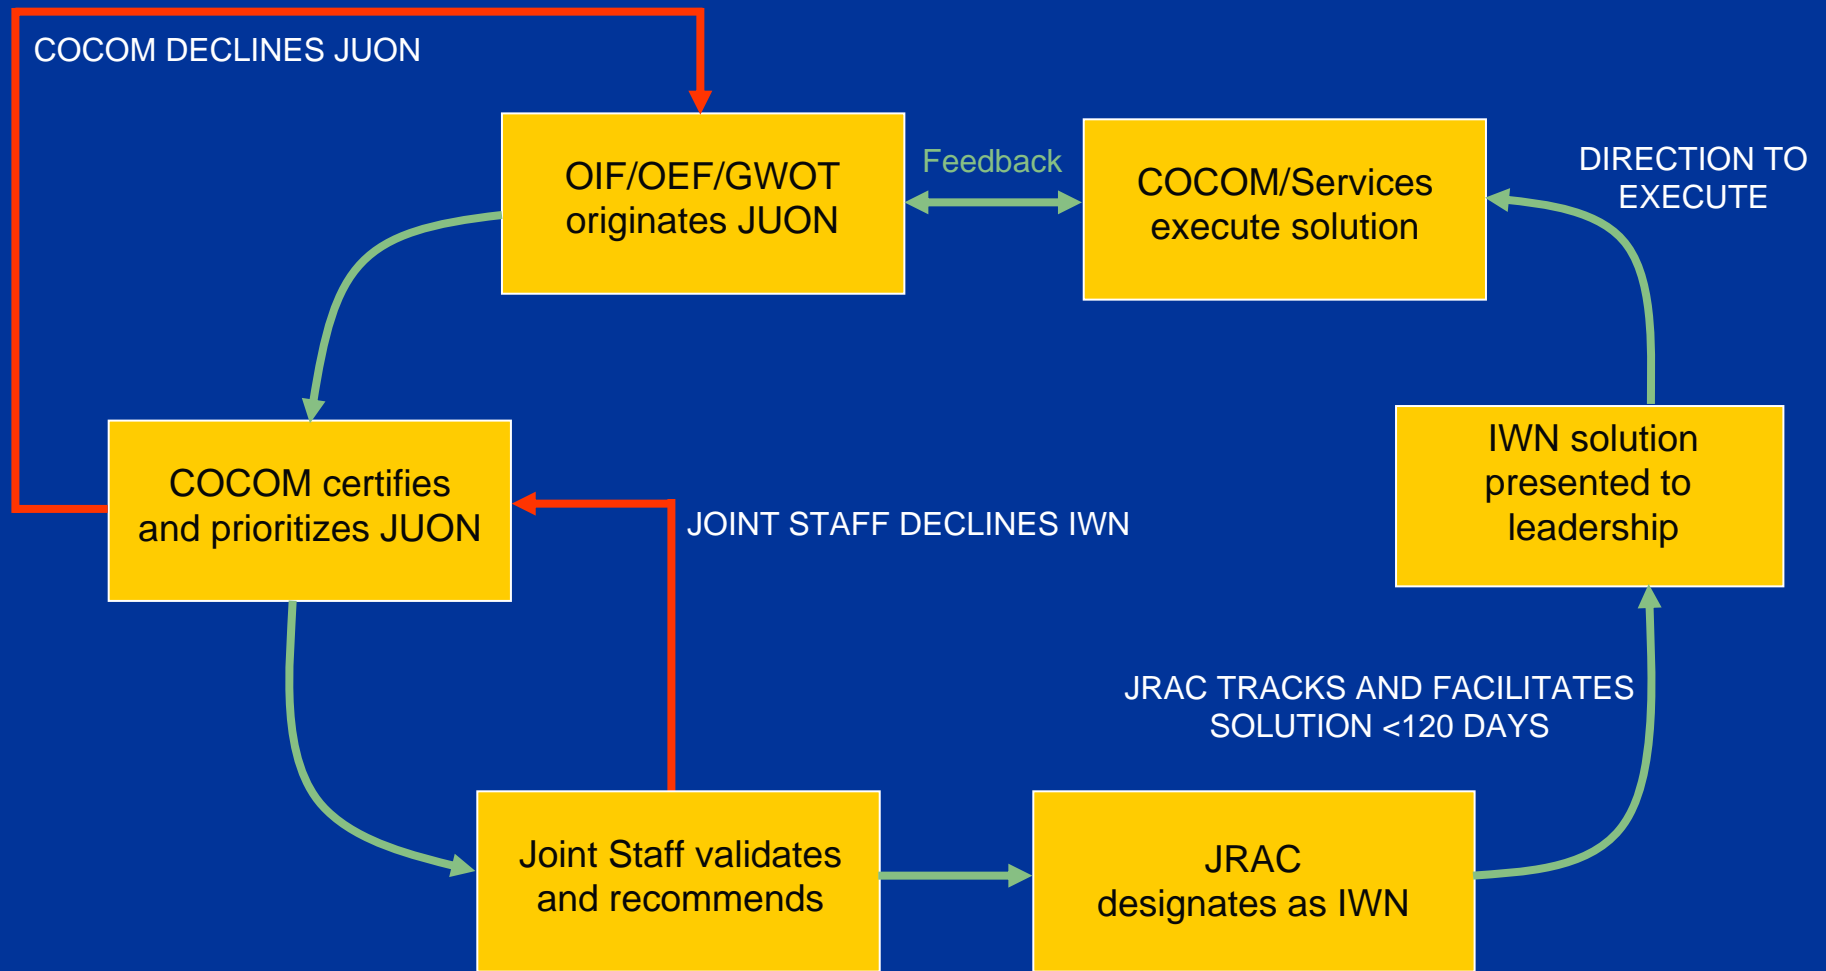 COCOM DECLINES JUON
OIF/OEF/GWOT
originates JUON
Feedback
COCOM/Services
execute solution
DIRECTION TO
EXECUTE
COCOM certifies
and prioritizes JUON
JOINT STAFF DECLINES IWN
IWN solution
presented to
leadership
JRAC TRACKS AND FACILITATES
SOLUTION <120 DAYS
Joint Staff validates
and recommends
JRAC
designates as IWN